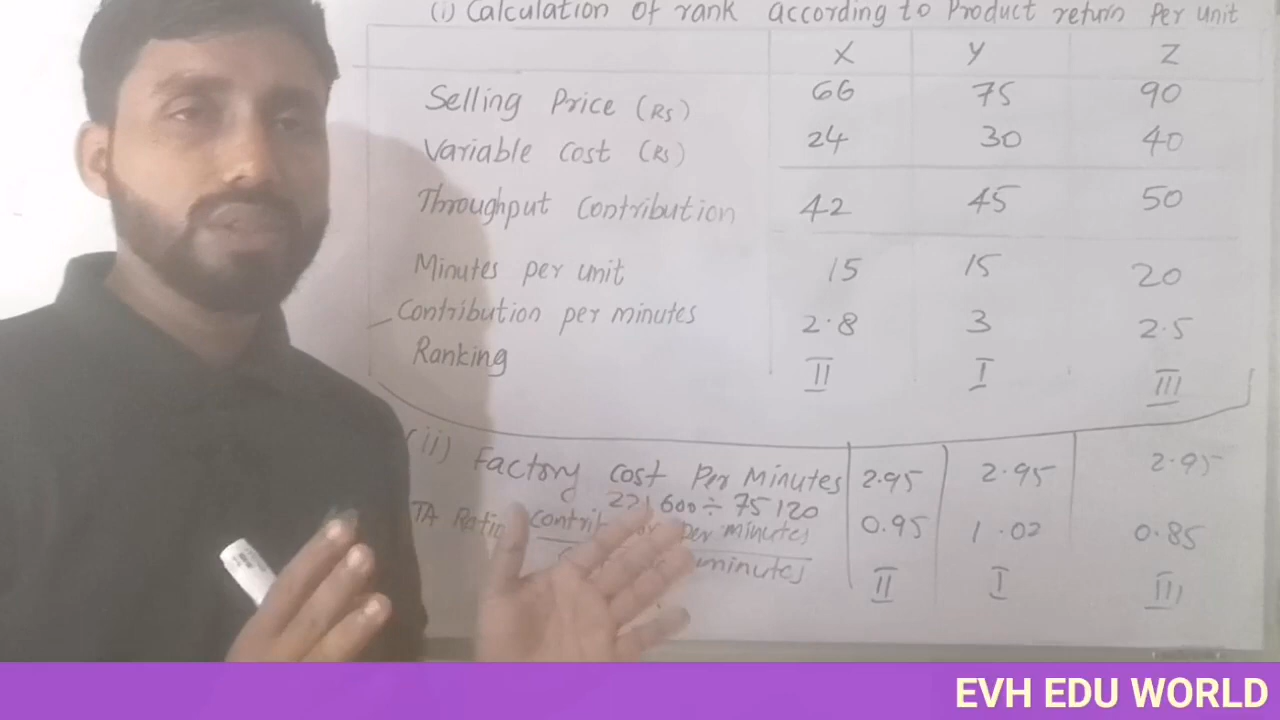 (i) Calculation of rank according to Product return Per unit
X Y Z
Selling Price (Rs) 66 75 90
Variable Cost (Rs) 24 30 40
Throughput Contribution 42 45 50
Minutes per unit 15 15 20
Contribution per minutes 2.8 3 2.5
Ranking II I III
(ii) Factory cost Per Minutes 2.95 2.95 2.95
221600 ÷ 75120
TA Ratio per minutes 0.95 1.02 0.85
minutes II I III
EVH EDU WORLD